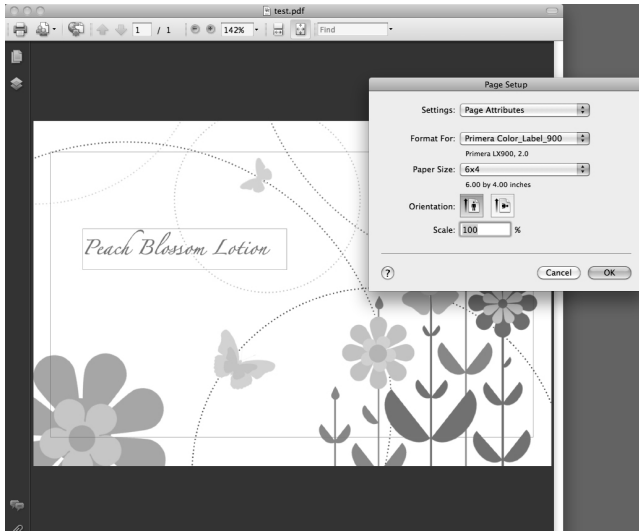 test.pdf
1 / 1 142% Find
Page Setup
Settings: Page Attributes
Format For: Primera Color_Label_900
Primera LX900, 2.0
Paper Size: 6x4
6.00 by 4.00 inches
Orientation:
Scale: 100 %
? Cancel OK
Peach Blossom Lotion